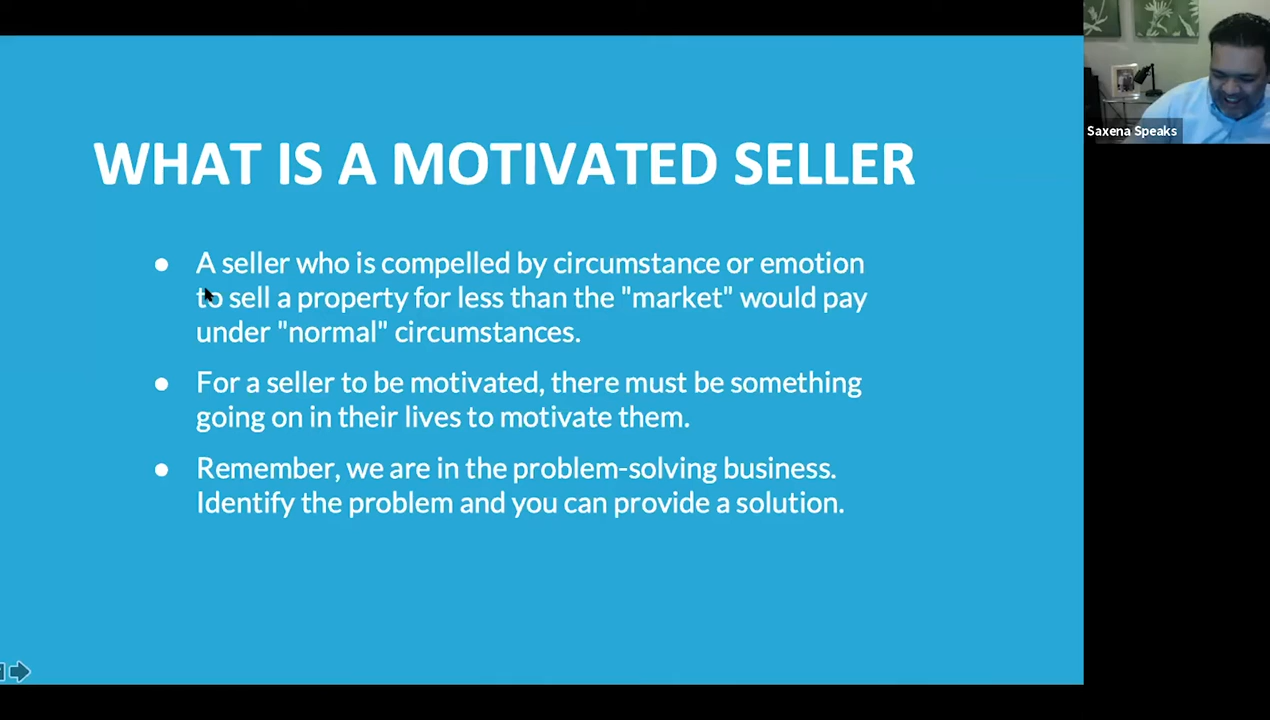 WHAT IS A MOTIVATED SELLER
● A seller who is compelled by circumstance or emotion
to sell a property for less than the "market" would pay
under "normal" circumstances.
● For a seller to be motivated, there must be something
going on in their lives to motivate them.
● Remember, we are in the problem-solving business.
Identify the problem and you can provide a solution.
Saxena Speaks